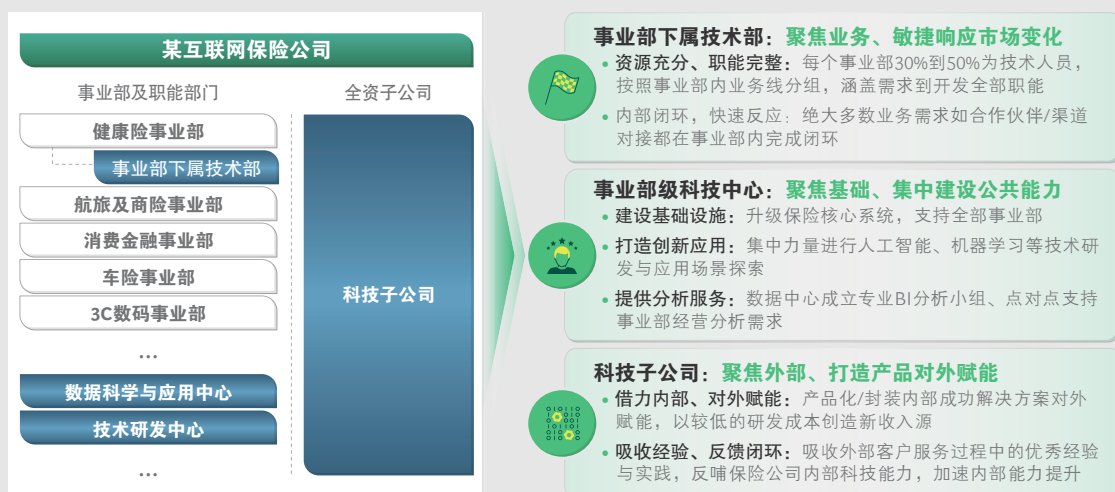 某互联网保险公司
事业部及职能部门
全资子公司
健康险事业部
事业部下属技术部
航旅及商险事业部
消费金融事业部
车险事业部
3C数码事业部
...
数据科学与应用中心
技术研发中心
...
科技子公司
事业部下属技术部：聚焦业务、敏捷响应市场变化
• 资源充分、职能完整：每个事业部30%到50%为技术人员，
按照事业部内业务线分组，涵盖需求到开发全部职能
• 内部闭环，快速反应：绝大多数业务需求如合作伙伴/渠道
对接都在事业部内完成闭环
事业部级科技中心：聚焦基础、集中建设公共能力
• 建设基础设施：升级保险核心系统，支持全部事业部
• 打造创新应用：集中力量进行人工智能、机器学习等技术研
发与应用场景探索
• 提供分析服务：数据中心成立专业BI分析小组、点对点支持
事业部经营分析需求
科技子公司：聚焦外部、打造产品对外赋能
• 借力内部、对外赋能：产品化/封装内部成功解决方案对外
赋能，以较低的研发成本创造新收入源
• 吸收经验、反馈闭环：吸收外部客户服务过程中的优秀经验
与实践，反哺保险公司内部科技能力，加速内部能力提升